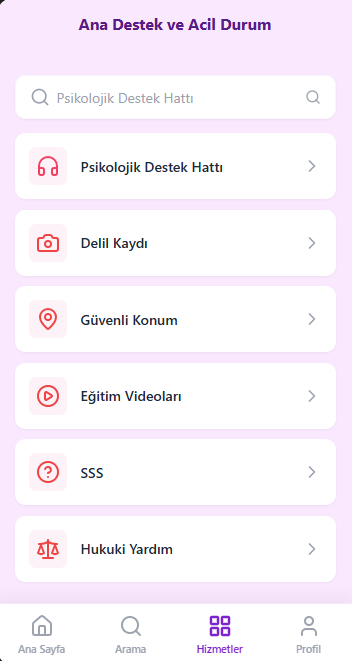 Ana Destek ve Acil Durum
Psikolojik Destek Hattı
Psikolojik Destek Hattı
Delil Kaydı
Güvenli Konum
Eğitim Videoları
SSS
Hukuki Yardım
Ana Sayfa Arama Hizmetler Profil